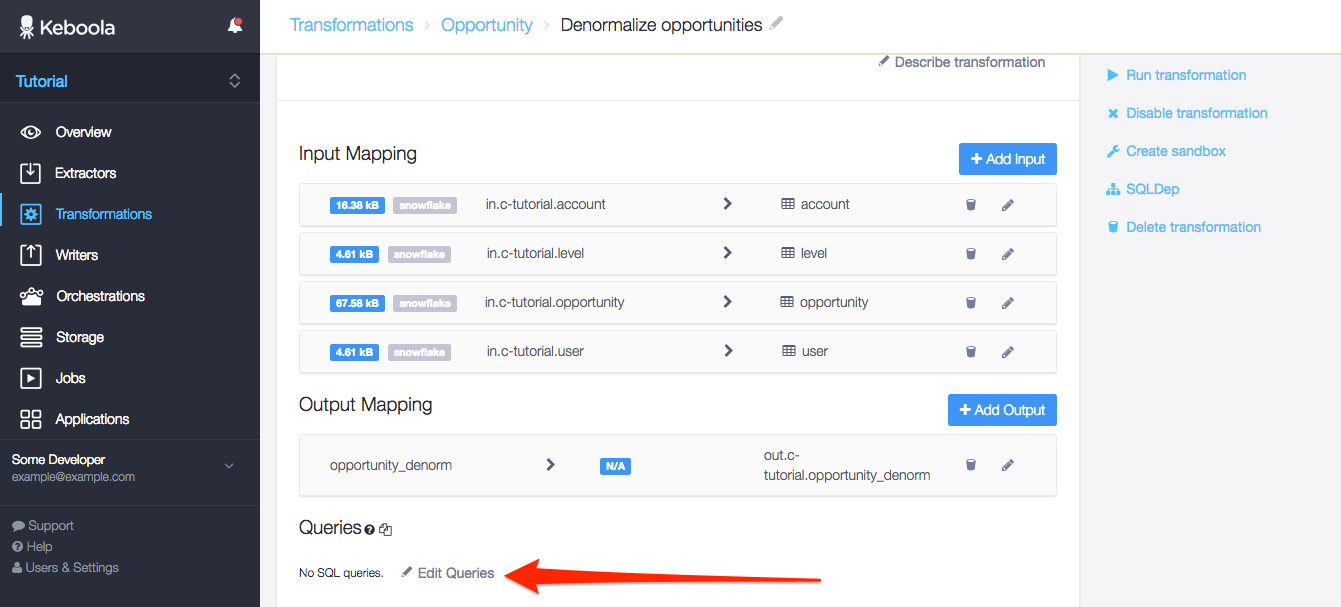 Keboola
Tutorial
Overview
Extractors
Transformations
Writers
Orchestrations
Storage
Jobs
Applications
Some Developer
example@example.com
Support
Help
Users & Settings
Transformations > Opportunity > Denormalize opportunities
Describe transformation
Input Mapping
Add Input
16.38 kB snowflake in.c-tutorial.account account
4.61 kB snowflake in.c-tutorial.level level
67.58 kB snowflake in.c-tutorial.opportunity opportunity
4.61 kB snowflake in.c-tutorial.user user
Output Mapping
Add Output
opportunity_denorm N/A out.c-
tutorial.opportunity_denorm
Queries
No SQL queries. Edit Queries
Run transformation
Disable transformation
Create sandbox
SQLDep
Delete transformation